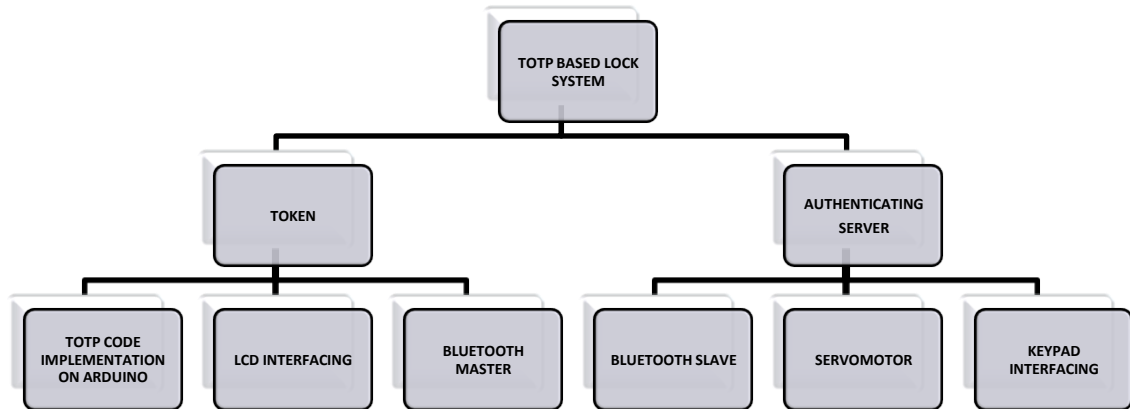 TOTP BASED LOCK
SYSTEM
TOKEN
AUTHENTICATING
SERVER
TOTP CODE
IMPLEMENTATION
ON ARDUINO
LCD INTERFACING
BLUETOOTH
MASTER
BLUETOOTH SLAVE
SERVOMOTOR
KEYPAD
INTERFACING